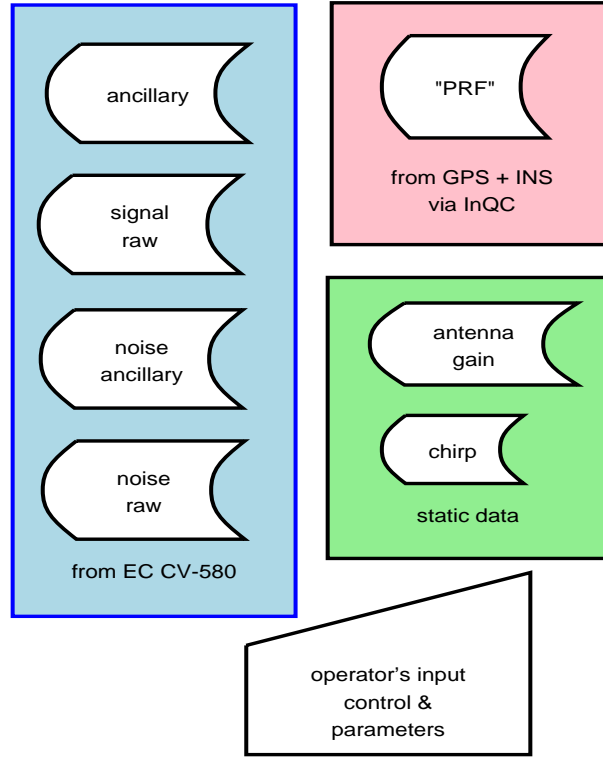 ancillary
signal
raw
noise
ancillary
noise
raw
from EC CV-580
"PRF"
from GPS + INS
via InQC
antenna
gain
chirp
static data
operator's input
control &
parameters